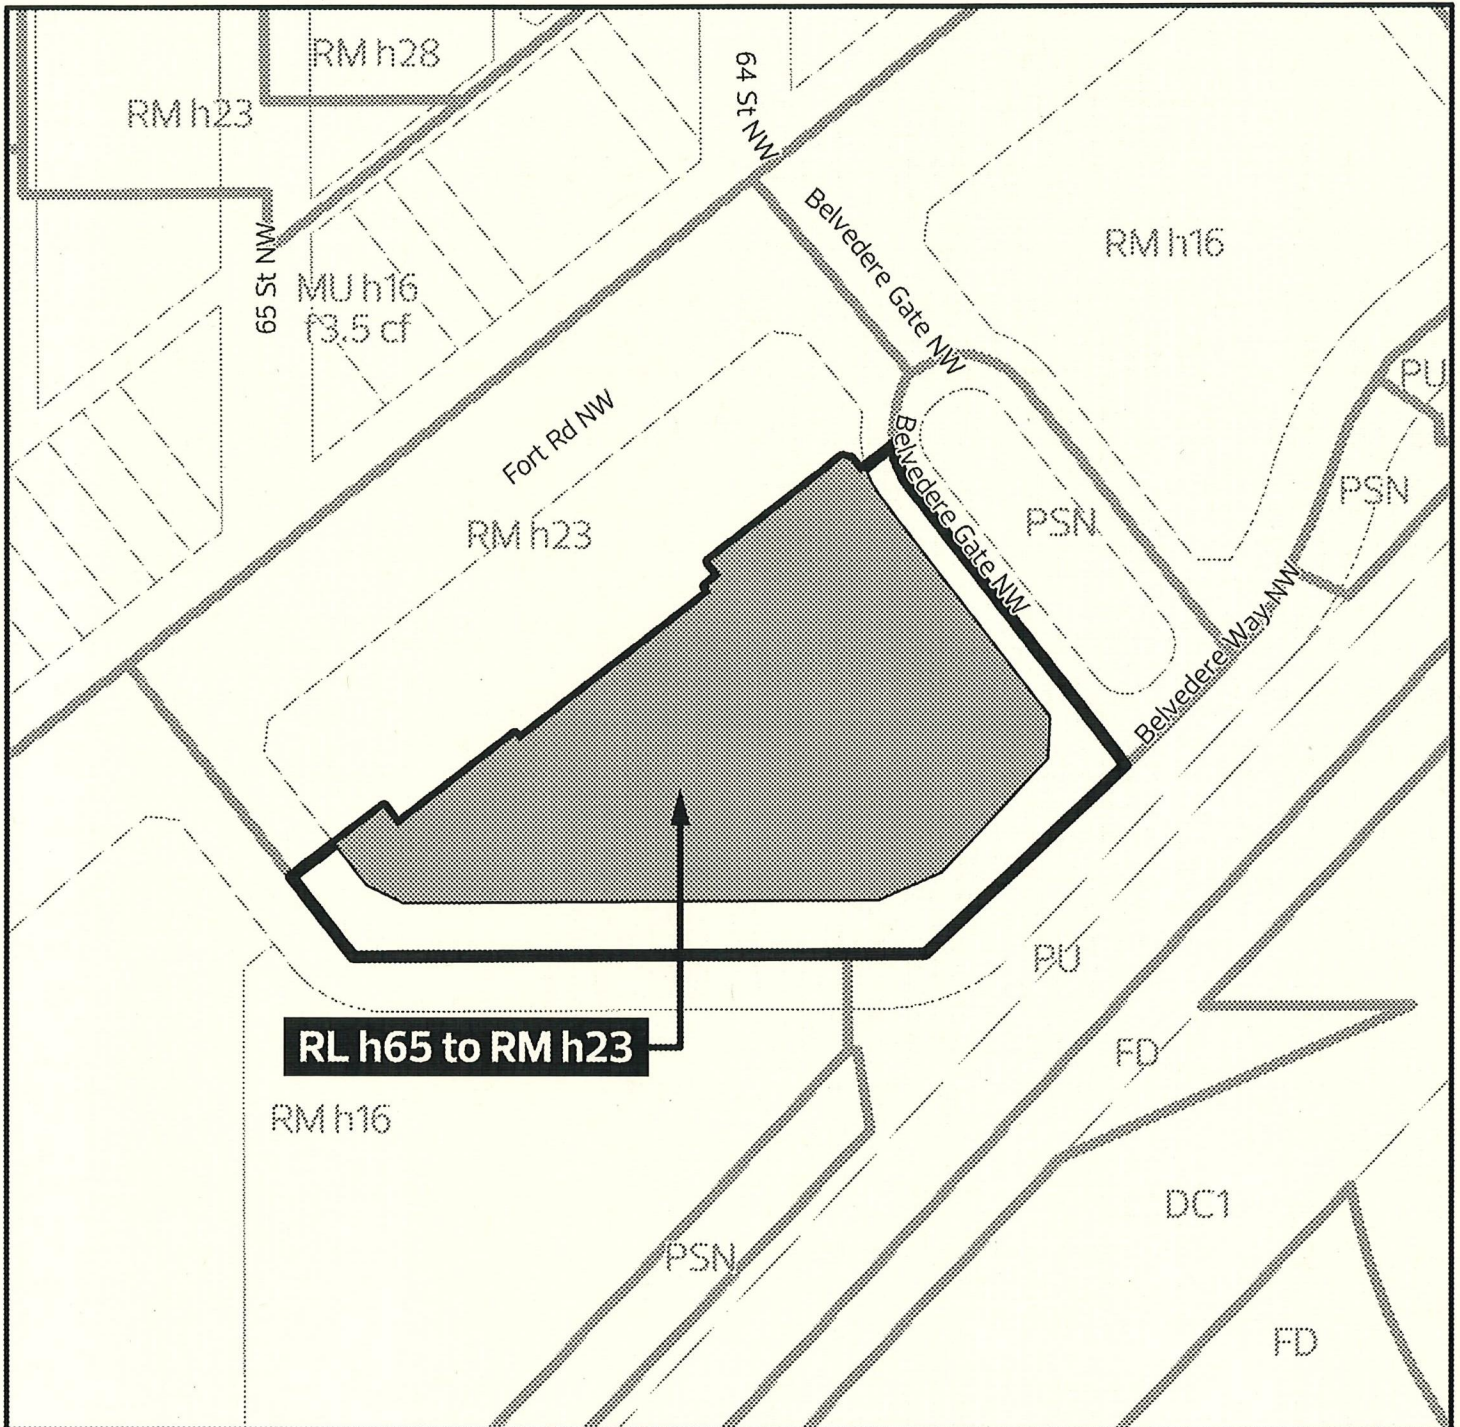 RM h28
RM h23
64 St NW
65 St NW
MU h16
f3.5 cf
Belvedere Gate NW
RM h16
PU
Fort Rd NW
RM h23
Belvedere Gate NW
PSN
PSN
Belvedere Way NW
PU
RL h65 to RM h23
FD
RM h16
DC1
PSN
FD